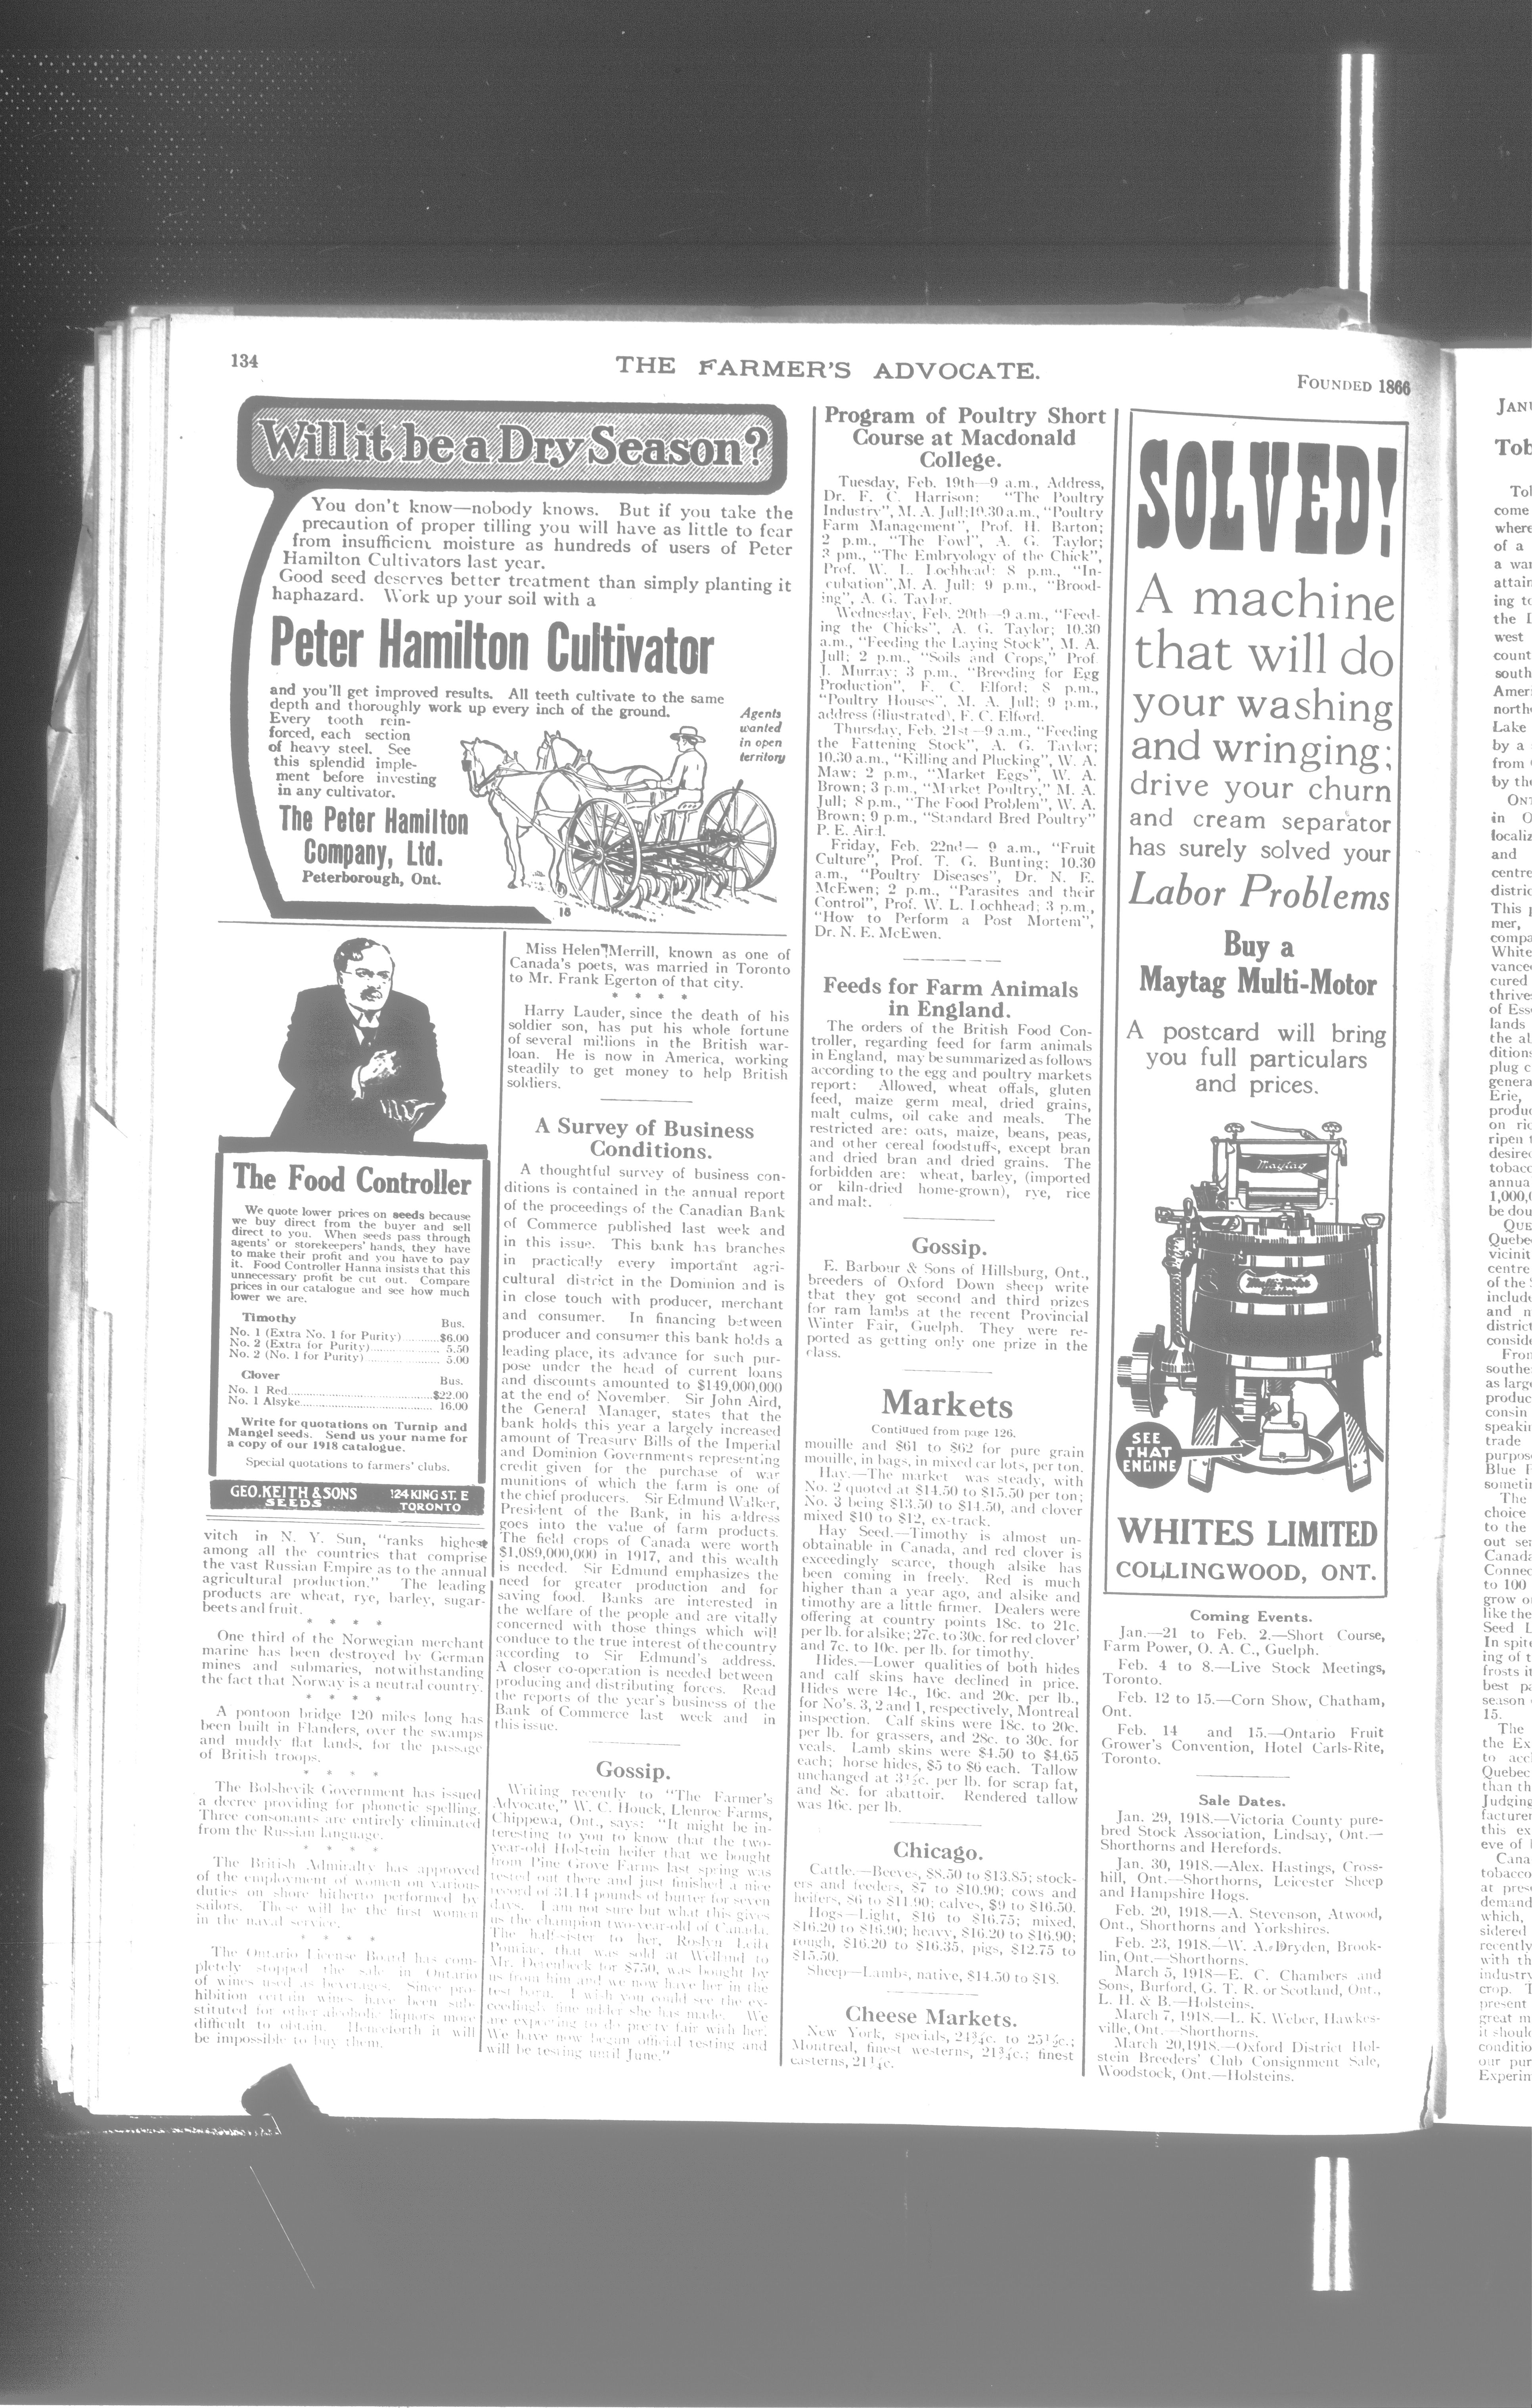 134
THE FARMER'S ADVOCATE.
FOUNDED 1866
Will it be a Dry Season?
You don't know—nobody knows. But if you take the
precaution of proper tilling you will have as little to fear
from insufficient moisture as hundreds of users of Peter
Hamilton Cultivators last year.
Good seed deserves better treatment than simply planting it
haphazard. Work up your soil with a
Peter Hamilton Cultivator
and you'll get improved results. All teeth cultivate to the same
depth and thoroughly work up every inch of the ground.
Every tooth rein-
forced, each section
of heavy steel. See
this splendid imple-
ment before investing
in any cultivator.
Agents
wanted
in open
territory
The Peter Hamilton
Company, Ltd.
Peterborough, Ont.
18
The Food Controller
We quote lower prices on seeds because
we buy direct from the buyer and sell
direct to you. When seeds pass through
agents' or storekeepers' hands, they have
to make their profit and you have to pay
it. Food Controller Hanna insists that this
unnecessary profit be cut out. Compare
prices in our catalogue and see how much
lower we are.
Timothy Bus.
No. 1 (Extra No. 1 for Purity) ..........$6.00
No. 2 (Extra for Purity).................... 5.50
No. 2 (No. 1 for Purity) .................... 5.00
Clover Bus.
No. 1 Red..........................................$22.00
No. 1 Alsyke........................................ 16.00
Write for quotations on Turnip and
Mangel seeds. Send us your name for
a copy of our 1918 catalogue.
Special quotations to farmers' clubs.
GEO. KEITH & SONS 124 KING ST. E
SEEDS TORONTO
vitch in N. Y. Sun, "ranks highest
among all the countries that comprise
the vast Russian Empire as to the annual
agricultural production." The leading
products are wheat, rye, barley, sugar-
beets and fruit.
* * * *
One third of the Norwegian merchant
marine has been destroyed by German
mines and submaries, notwithstanding
the fact that Norway is a neutral country.
* * * *
A pontoon bridge 120 miles long has
been built in Flanders, over the swamps
and muddy flat lands, for the passage
of British troops.
* * * *
The Bolshevik Government has issued
a decree providing for phonetic spelling.
Three consonants are entirely eliminated
from the Russian language.
* * * *
The British Admiralty has approved
of the employment of women on various
duties on shore hitherto performed by
sailors. These will be the first women
in the naval service.
* * * *
The Ontario License Board has com-
pletely stopped the sale in Ontario
of wines used as beverages. Since pro-
hibition certain wines have been sub-
stituted for other alcoholic liquors more
difficult to obtain. Henceforth it will
be impossible to buy them.
Miss Helen Merrill, known as one of
Canada's poets, was married in Toronto
to Mr. Frank Egerton of that city.
* * * *
Harry Lauder, since the death of his
soldier son, has put his whole fortune
of several millions in the British war-
loan. He is now in America, working
steadily to get money to help British
soldiers.
A Survey of Business
Conditions.
A thoughtful survey of business con-
ditions is contained in the annual report
of the proceedings of the Canadian Bank
of Commerce published last week and
in this issue. This bank has branches
in practically every important agri-
cultural district in the Dominion and is
in close touch with producer, merchant
and consumer. In financing between
producer and consumer this bank holds a
leading place, its advance for such pur-
pose under the head of current loans
and discounts amounted to $149,000,000
at the end of November. Sir John Aird,
the General Manager, states that the
bank holds this year a largely increased
amount of Treasury Bills of the Imperial
and Dominion Governments representing
credit given for the purchase of war
munitions of which the farm is one of
the chief producers. Sir Edmund Walker,
President of the Bank, in his address
goes into the value of farm products.
The field crops of Canada were worth
$1,089,000,000 in 1917, and this wealth
is needed. Sir Edmund emphasizes the
need for greater production and for
saving food. Banks are interested in
the welfare of the people and are vitally
concerned with those things which will
conduce to the true interest of the country
according to Sir Edmund's address.
A closer co-operation is needed between
producing and distributing forces. Read
the reports of the year's business of the
Bank of Commerce last week and in
this issue.
Gossip.
Writing recently to "The Farmer's
Advocate," W. C. Houck, Llenroc Farms,
Chippewa, Ont., says: "It might be in-
teresting to you to know that the two-
year-old Holstein heifer that we bought
from Pine Grove Farms last spring was
tested out there and just finished a nice
record of 31.14 pounds of butter for seven
days. I am not sure but what this gives
us the champion two-year-old of Canada.
The half-sister to her, Roslyn Leila
Pontiac, that was sold at Welland to
Mr. Detenbeck for $750, was bought by
us from him and we now have her in the
test barn. I wish you could see the ex-
ceedingly fine udder she has made. We
are expecting to do pretty fair with her.
We have now begun official testing and
will be testing until June."
Program of Poultry Short
Course at Macdonald
College.
Tuesday, Feb. 19th—9 a.m., Address,
Dr. F. C. Harrison: "The Poultry
Industry", M. A. Jull; 10.30 a.m., "Poultry
Farm Management", Prof. H. Barton;
2 p.m., "The Fowl", A. G. Taylor;
3 pm., "The Embryology of the Chick",
Prof. W. L. Lochhead: 8 p.m., "In-
cubation", M. A. Jull; 9 p.m., "Brood-
ing", A. G. Taylor.
Wednesday, Feb. 20th—9 a.m., "Feed-
ing the Chicks", A. G. Taylor; 10.30
a.m., "Feeding the Laying Stock", M. A.
Jull; 2 p.m., "Soils and Crops," Prof.
J. Murray; 3 p.m., "Breeding for Egg
Production", F. C. Elford; 8 p.m.,
"Poultry Houses", M. A. Jull; 9 p.m.,
address (illustrated), F. C. Elford.
Thursday, Feb. 21st—9 a.m., "Feeding
the Fattening Stock", A. G. Taylor;
10.30 a.m., "Killing and Plucking", W. A.
Maw; 2 p.m., "Market Eggs", W. A.
Brown; 3 p.m., "Market Poultry," M. A.
Jull; 8 p.m., "The Food Problem", W. A.
Brown; 9 p.m., "Standard Bred Poultry"
P. E. Aird.
Friday, Feb. 22nd— 9 a.m., "Fruit
Culture", Prof. T. G. Bunting; 10.30
a.m., "Poultry Diseases", Dr. N. E.
McEwen; 2 p.m., "Parasites and their
Control", Prof. W. L. Lochhead; 3 p.m.,
"How to Perform a Post Mortem",
Dr. N. E. McEwen.
Feeds for Farm Animals
in England.
The orders of the British Food Con-
troller, regarding feed for farm animals
in England, may be summarized as follows
according to the egg and poultry markets
report: Allowed, wheat offals, gluten
feed, maize germ meal, dried grains,
malt culms, oil cake and meals. The
restricted are: oats, maize, beans, peas,
and other cereal foodstuffs, except bran
and dried bran and dried grains. The
forbidden are: wheat, barley, (imported
or kiln-dried home-grown), rye, rice
and malt.
Gossip.
E. Barbour & Sons of Hillsburg, Ont.,
breeders of Oxford Down sheep write
that they got second and third prizes
for ram lambs at the recent Provincial
Winter Fair, Guelph. They were re-
ported as getting only one prize in the
class.
Markets
Contiuued from page 126.
mouille and $61 to $62 for pure grain
mouille, in bags, in mixed car lots, per ton.
Hay.—The market was steady, with
No. 2 quoted at $14.50 to $15.50 per ton;
No. 3 being $13.50 to $14.50, and clover
mixed $10 to $12, ex-track.
Hay Seed.—Timothy is almost un-
obtainable in Canada, and red clover is
exceedingly scarce, though alsike has
been coming in freely. Red is much
higher than a year ago, and alsike and
timothy are a little firmer. Dealers were
offering at country points 18c. to 21c.
per lb. for alsike; 27c. to 30c. for red clover'
and 7c. to 10c. per lb. for timothy.
Hides.—Lower qualities of both hides
and calf skins have declined in price.
Hides were 14c., 16c. and 20c. per lb.,
for No's. 3, 2 and 1, respectively, Montreal
inspection. Calf skins were 18c. to 20c.
per lb. for grassers, and 28c. to 30c. for
veals. Lamb skins were $4.50 to $4.65
each; horse hides, $5 to $6 each. Tallow
unchanged at 3½c. per lb. for scrap fat,
and 8c. for abattoir. Rendered tallow
was 16c. per lb.
Chicago.
Cattle.—Beeves, $8.50 to $13.85; stock-
ers and feeders, $7 to $10.90; cows and
heifers, $6 to $11.90; calves, $9 to $16.50.
Hogs—Light, $16 to $16.75; mixed,
$16.20 to $16.90; heavy, $16.20 to $16.90;
rough, $16.20 to $16.35, pigs, $12.75 to
$15.50.
Sheep—Lambs, native, $14.50 to $18.
Cheese Markets.
New York, specials, 24¾c. to 25½c.;
Montreal, finest westerns, 21¾c.; finest
easterns, 21¼c.
SOLVED!
A machine
that will do
your washing
and wringing;
drive your churn
and cream separator
has surely solved your
Labor Problems
Buy a
Maytag Multi-Motor
A postcard will bring
you full particulars
and prices.
Maytag
Multi-Motor
SEE
THAT
ENGINE
WHITES LIMITED
COLLINGWOOD, ONT.
Coming Events.
Jan.—21 to Feb. 2.—Short Course,
Farm Power, O. A. C., Guelph.
Feb. 4 to 8.—Live Stock Meetings,
Toronto.
Feb. 12 to 15.—Corn Show, Chatham,
Ont.
Feb. 14 and 15.—Ontario Fruit
Grower's Convention, Hotel Carls-Rite,
Toronto.
Sale Dates.
Jan. 29, 1918.—Victoria County pure-
bred Stock Association, Lindsay, Ont.—
Shorthorns and Herefords.
Jan. 30, 1918.—Alex. Hastings, Cross-
hill, Ont.—Shorthorns, Leicester Sheep
and Hampshire Hogs.
Feb. 20, 1918.—A. Stevenson, Atwood,
Ont., Shorthorns and Yorkshires.
Feb. 23, 1918.—W. A. Dryden, Brook-
lin, Ont.—Shorthorns.
March 5, 1918—E. C. Chambers and
Sons, Burford, G. T. R. or Scotland, Ont.,
L. H. & B.—Holsteins.
March 7, 1918.—L. K. Weber, Hawkes-
ville, Ont.—Shorthorns.
March 20, 1918.—Oxford District Hol-
stein Breeders' Club Consignment Sale,
Woodstock, Ont.—Holsteins.